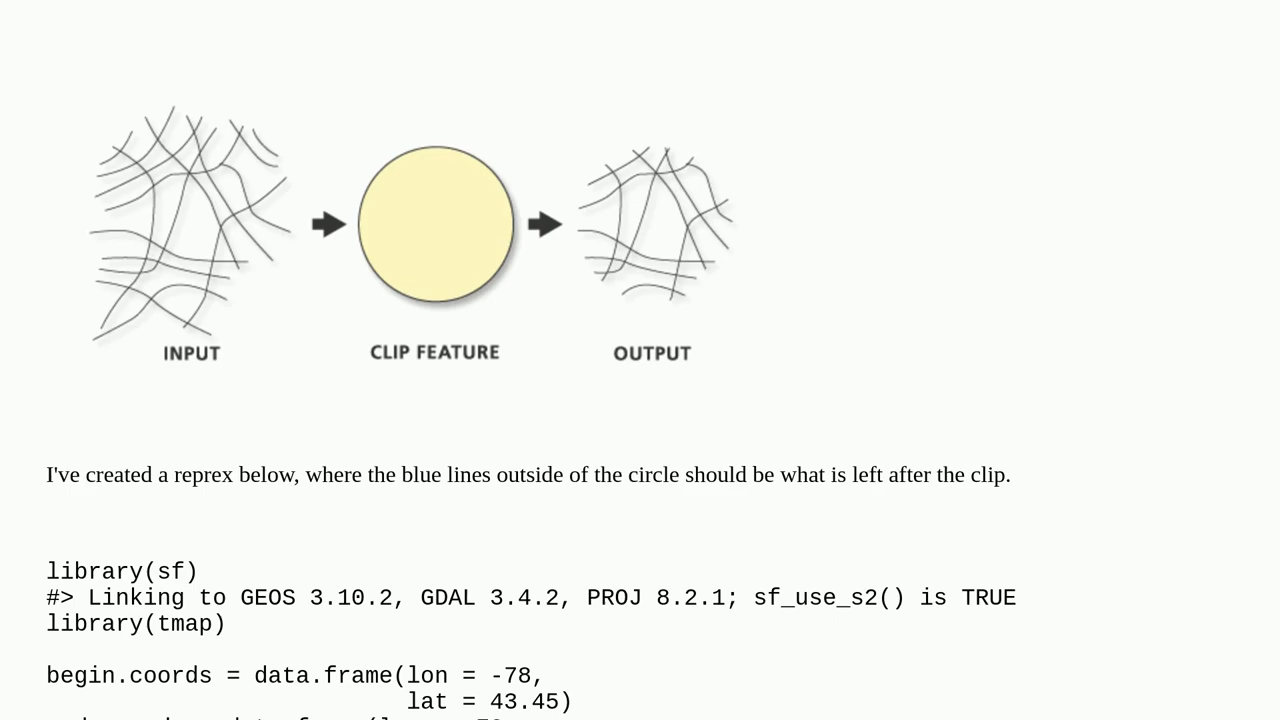 INPUT
CLIP FEATURE
OUTPUT
I've created a reprex below, where the blue lines outside of the circle should be what is left after the clip.
library(sf)
#> Linking to GEOS 3.10.2, GDAL 3.4.2, PROJ 8.2.1; sf_use_s2() is TRUE
library(tmap)
begin.coords = data.frame(lon = -78,
lat = 43.45)